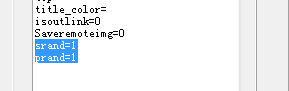 title_color=
isoutlink=0
Saveremoteimg=0
srand=1
prand=1